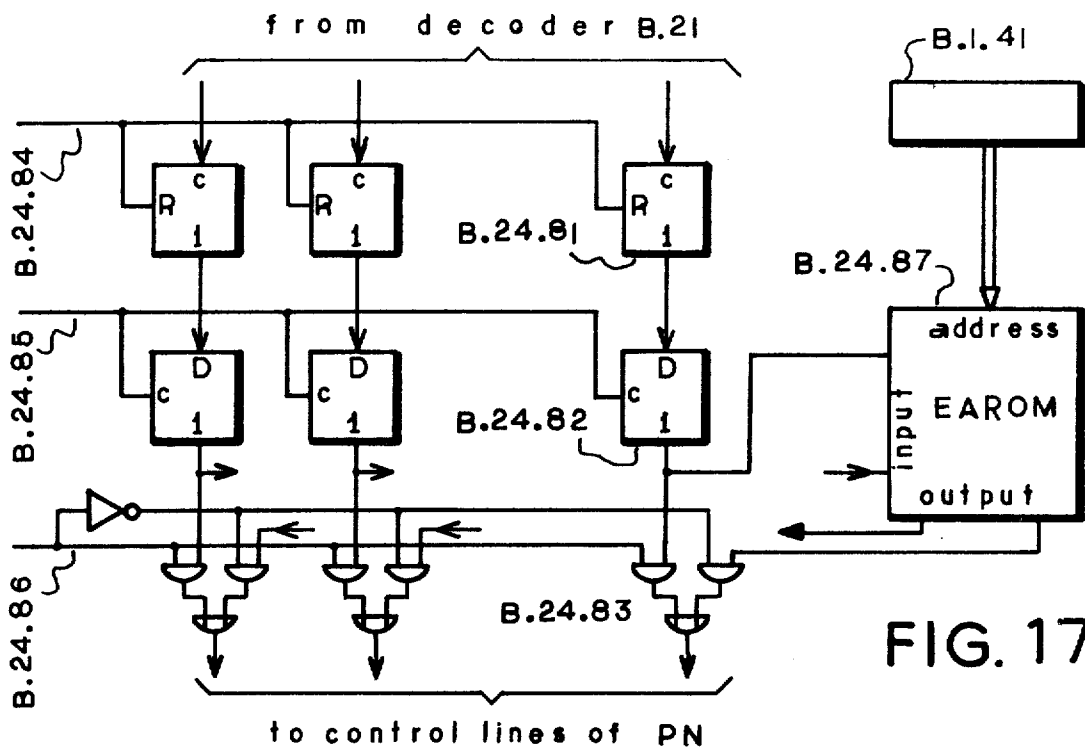 from decoder B.21
B.1.41
B.24.84
c
c
c
R
R
R
1
1
1
B.24.81
B.24.87
address
B.24.85
D
D
D
c
c
c
1
1
1
B.24.82
input
EAROM
output
B.24.86
B.24.83
FIG. 17
to control lines of PN